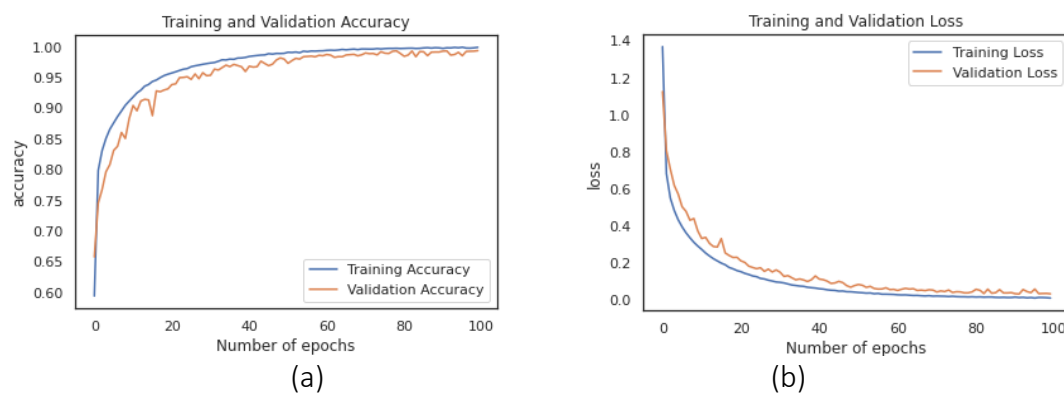 Training and Validation Accuracy
1.00
0.95
0.90
0.85
0.80
0.75
0.70
0.65
0.60
accuracy
Training Accuracy
Validation Accuracy
0 20 40 60 80 100
Number of epochs
(a)
Training and Validation Loss
1.4
1.2
1.0
0.8
0.6
0.4
0.2
0.0
loss
Training Loss
Validation Loss
0 20 40 60 80 100
Number of epochs
(b)